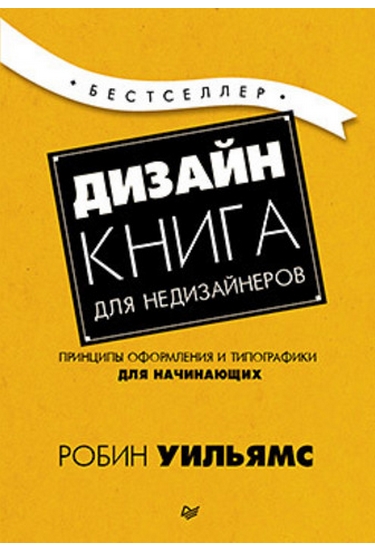 БЕСТСЕЛЛЕР
ДИЗАЙН
КНИГА
ДЛЯ НЕДИЗАЙНЕРОВ
ПРИНЦИПЫ ОФОРМЛЕНИЯ И ТИПОГРАФИКИ
ДЛЯ НАЧИНАЮЩИХ
РОБИН УИЛЬЯМС